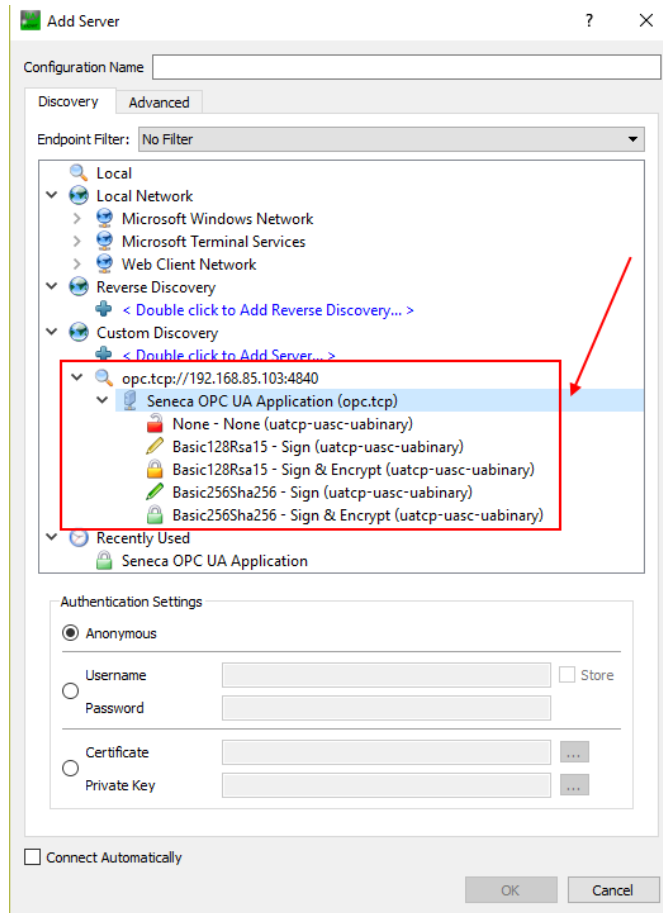 Add Server
?
Configuration Name
Discovery Advanced
Endpoint Filter: No Filter
Local
Local Network
Microsoft Windows Network
Microsoft Terminal Services
Web Client Network
Reverse Discovery
< Double click to Add Reverse Discovery... >
Custom Discovery
< Double click to Add Server... >
opc.tcp://192.168.85.103:4840
Seneca OPC UA Application (opc.tcp)
None - None (uatcp-uasc-uabinary)
Basic128Rsa15 - Sign (uatcp-uasc-uabinary)
Basic128Rsa15 - Sign & Encrypt (uatcp-uasc-uabinary)
Basic256Sha256 - Sign (uatcp-uasc-uabinary)
Basic256Sha256 - Sign & Encrypt (uatcp-uasc-uabinary)
Recently Used
Seneca OPC UA Application
Authentication Settings
Anonymous
Username Store
Password
Certificate ...
Private Key ...
Connect Automatically
OK Cancel